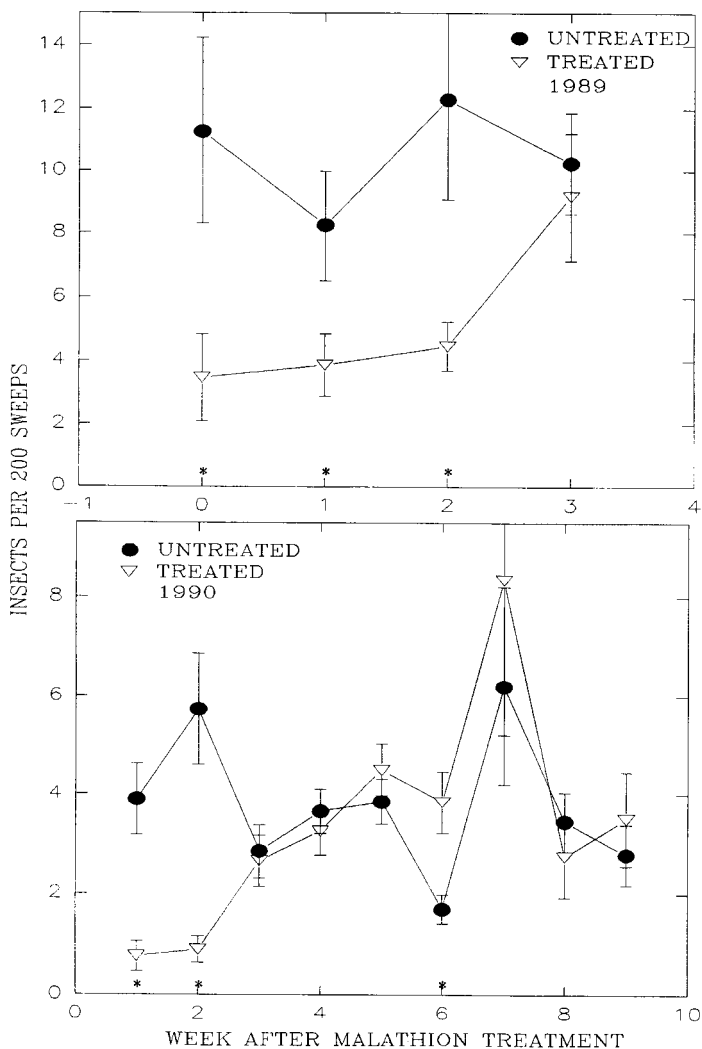 INSECTS PER 200 SWEEPS
14
12
10
8
6
4
2
0
UNTREATED
TREATED
1989
* * *
−1 0 1 2 3 4
8
6
4
2
0
UNTREATED
TREATED
1990
* * *
0 2 4 6 8 10
WEEK AFTER MALATHION TREATMENT